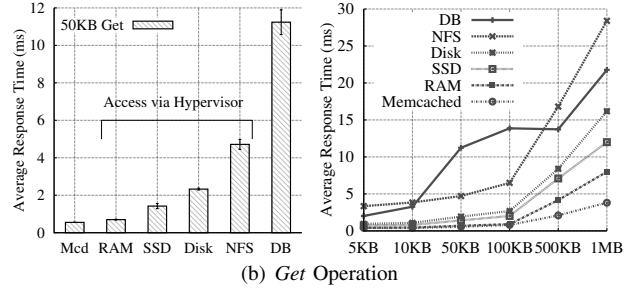 12
10
8
6
4
2
0
Average Response Time (ms)
50KB Get
Access via Hypervisor
Mcd RAM SSD Disk NFS DB
30
25
20
15
10
5
0
Average Response Time (ms)
DB
NFS
Disk
SSD
RAM
Memcached
5KB 10KB 50KB 100KB 500KB 1MB
(b) Get Operation